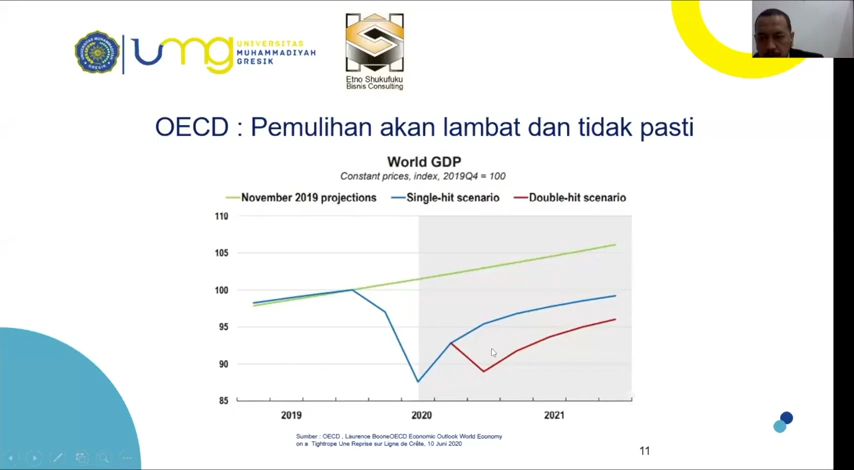 umg
UNIVERSITAS
MUHAMMADIYAH
GRESIK
Etno Shukufuku
Bisnis Consulting
OECD : Pemulihan akan lambat dan tidak pasti
World GDP
Constant prices, index, 2019Q4 = 100
November 2019 projections Single-hit scenario Double-hit scenario
110
105
100
95
90
85
2019 2020 2021
Sumber : OECD , Laurence BooneOECD Economic Outlook World Economy
on a Tightrope Une Reprise sur Ligne de Crête, 10 Juni 2020
11